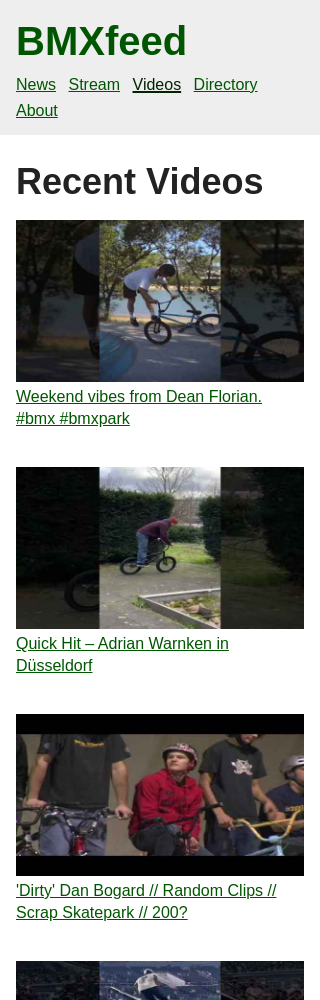 BMXfeed
News Stream Videos Directory
About
Recent Videos
Weekend vibes from Dean Florian.
#bmx #bmxpark
Quick Hit – Adrian Warnken in
Düsseldorf
'Dirty' Dan Bogard // Random Clips //
Scrap Skatepark // 200?